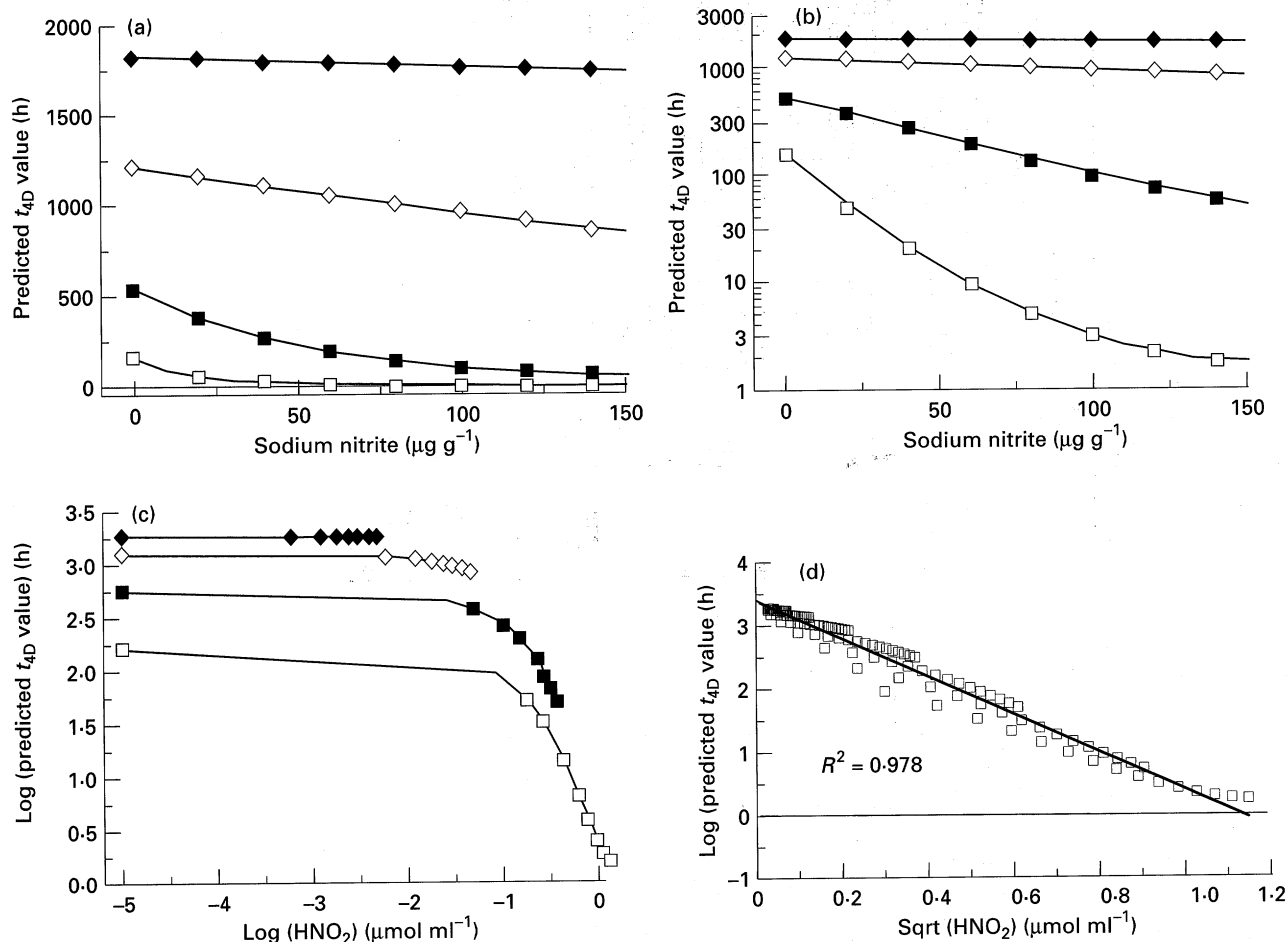 (a)
2000
1500
1000
500
0
Predicted t4D value (h)
0 50 100 150
Sodium nitrite (μg g⁻¹)
(b)
3000
1000
300
100
30
10
3
1
Predicted t4D value (h)
0 50 100 150
Sodium nitrite (μg g⁻¹)
(c)
3·5
3·0
2·5
2·0
1·5
1·0
0·5
0·0
Log (predicted t4D value) (h)
−5 −4 −3 −2 −1 0
Log (HNO₂) (μmol ml⁻¹)
(d)
4
3
2
1
0
−1
Log (predicted t4D value (h)
R² = 0·978
0 0·2 0·4 0·6 0·8 1·0 1·2
Sqrt (HNO₂) (μmol ml⁻¹)